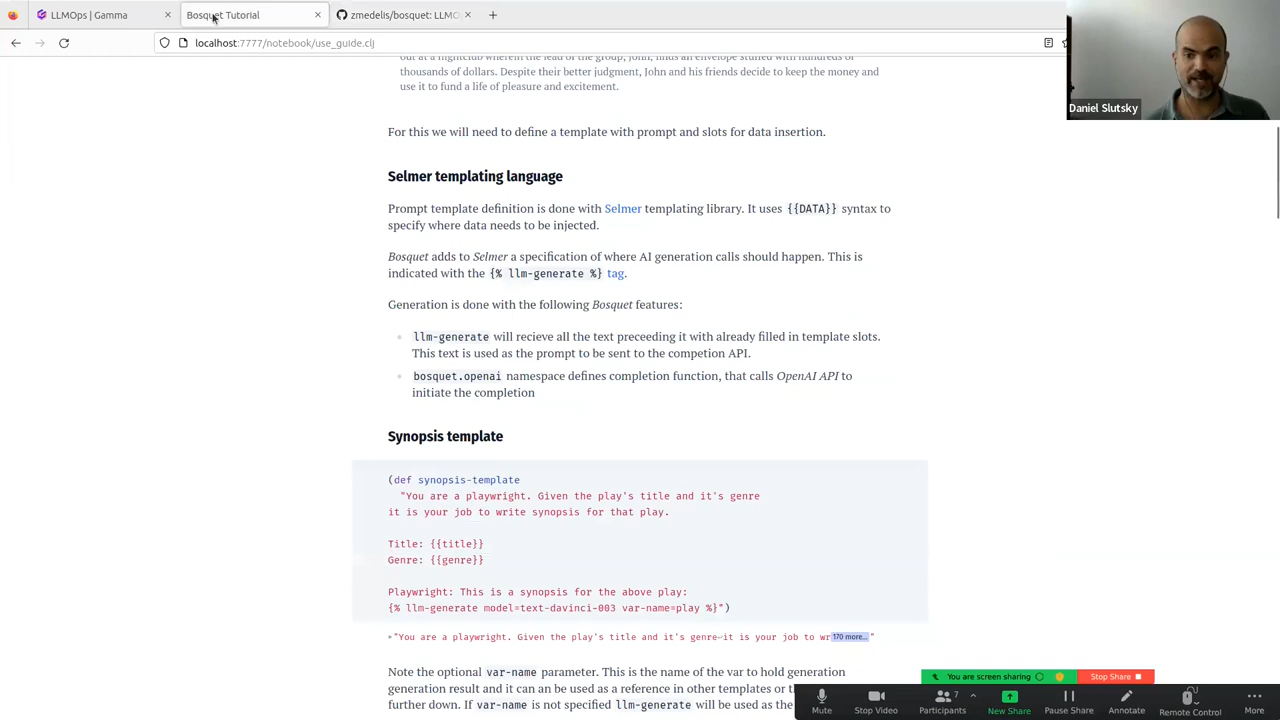 LLMOps | Gamma
Bosquet Tutorial
zmedelis/bosquet: LLMO
localhost:7777/notebook/use_guide.clj
Daniel Slutsky
out at a nightclub wherein the lead of the group, John, finds an envelope stuffed with hundreds of
thousands of dollars. Despite their better judgment, John and his friends decide to keep the money and
use it to fund a life of pleasure and excitement.
For this we will need to define a template with prompt and slots for data insertion.
Selmer templating language
Prompt template definition is done with Selmer templating library. It uses {{DATA}} syntax to
specify where data needs to be injected.
Bosquet adds to Selmer a specification of where AI generation calls should happen. This is
indicated with the {% llm-generate %} tag.
Generation is done with the following Bosquet features:
llm-generate will recieve all the text preceeding it with already filled in template slots.
This text is used as the prompt to be sent to the competion API.
bosquet.openai namespace defines completion function, that calls OpenAI API to
initiate the completion
Synopsis template
(def synopsis-template
"You are a playwright. Given the play's title and it's genre
it is your job to write synopsis for that play.
Title: {{title}}
Genre: {{genre}}
Playwright: This is a synopsis for the above play:
{% llm-generate model=text-davinci-003 var-name=play %}")
"You are a playwright. Given the play's title and it's genre↩it is your job to wr 170 more... "
Note the optional var-name parameter. This is the name of the var to hold generation
generation result and it can be used as a reference in other templates or
further down. If var-name is not specified llm-generate will be used as the
You are screen sharing
Stop Share
Mute
Stop Video
7
Participants
New Share
Pause Share
Annotate
Remote Control
More